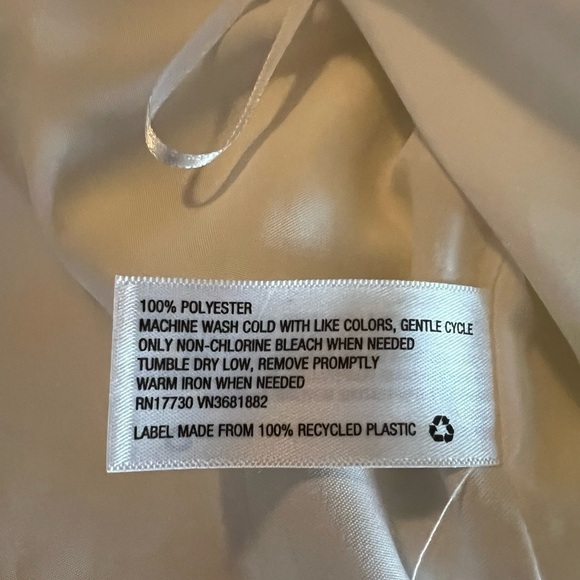 100% POLYESTER
MACHINE WASH COLD WITH LIKE COLORS, GENTLE CYCLE
ONLY NON-CHLORINE BLEACH WHEN NEEDED
TUMBLE DRY LOW, REMOVE PROMPTLY
WARM IRON WHEN NEEDED
RN17730 VN3681882
LABEL MADE FROM 100% RECYCLED PLASTIC